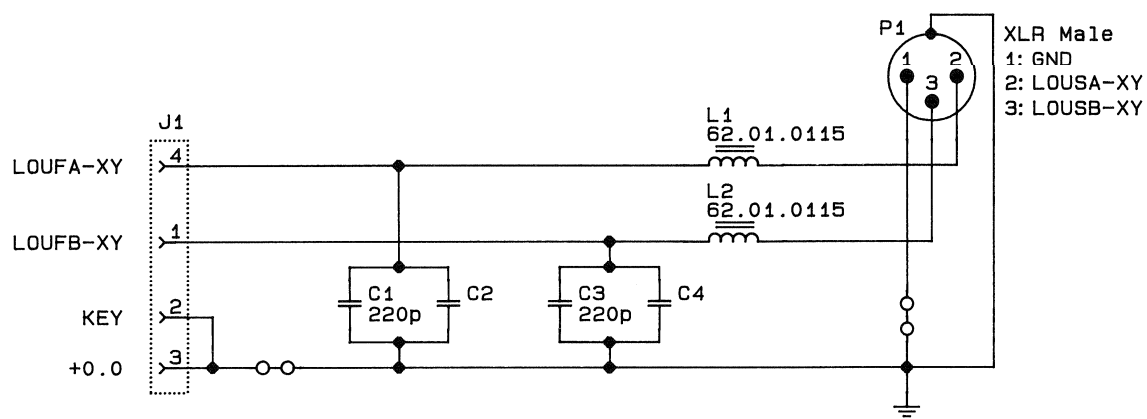 P1
XLR Male
1: GND
2: LOUSA-XY
3: LOUSB-XY
1
2
3
J1
L1
62.01.0115
LOUFA-XY
4
L2
62.01.0115
LOUFB-XY
1
C1
220p
C2
C3
220p
C4
KEY
2
+0.0
3